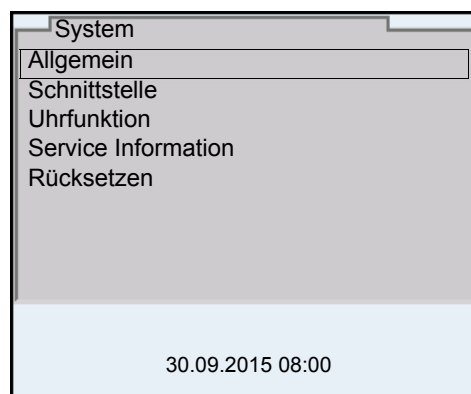 System
Allgemein
Schnittstelle
Uhrfunktion
Service Information
Rücksetzen
30.09.2015 08:00